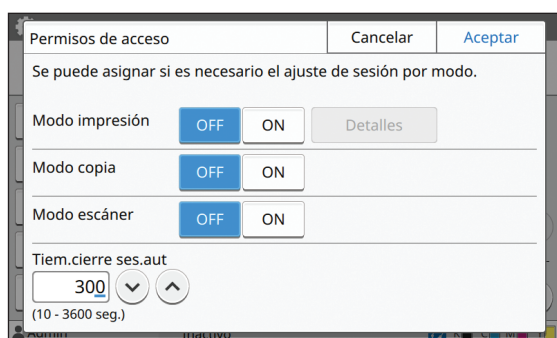 Permisos de acceso Cancelar Aceptar
Se puede asignar si es necesario el ajuste de sesión por modo.
Modo impresión OFF ON Detalles
Modo copia OFF ON
Modo escáner OFF ON
Tiem.cierre ses.aut
300
(10 - 3600 seg.)
Admin Inactivo